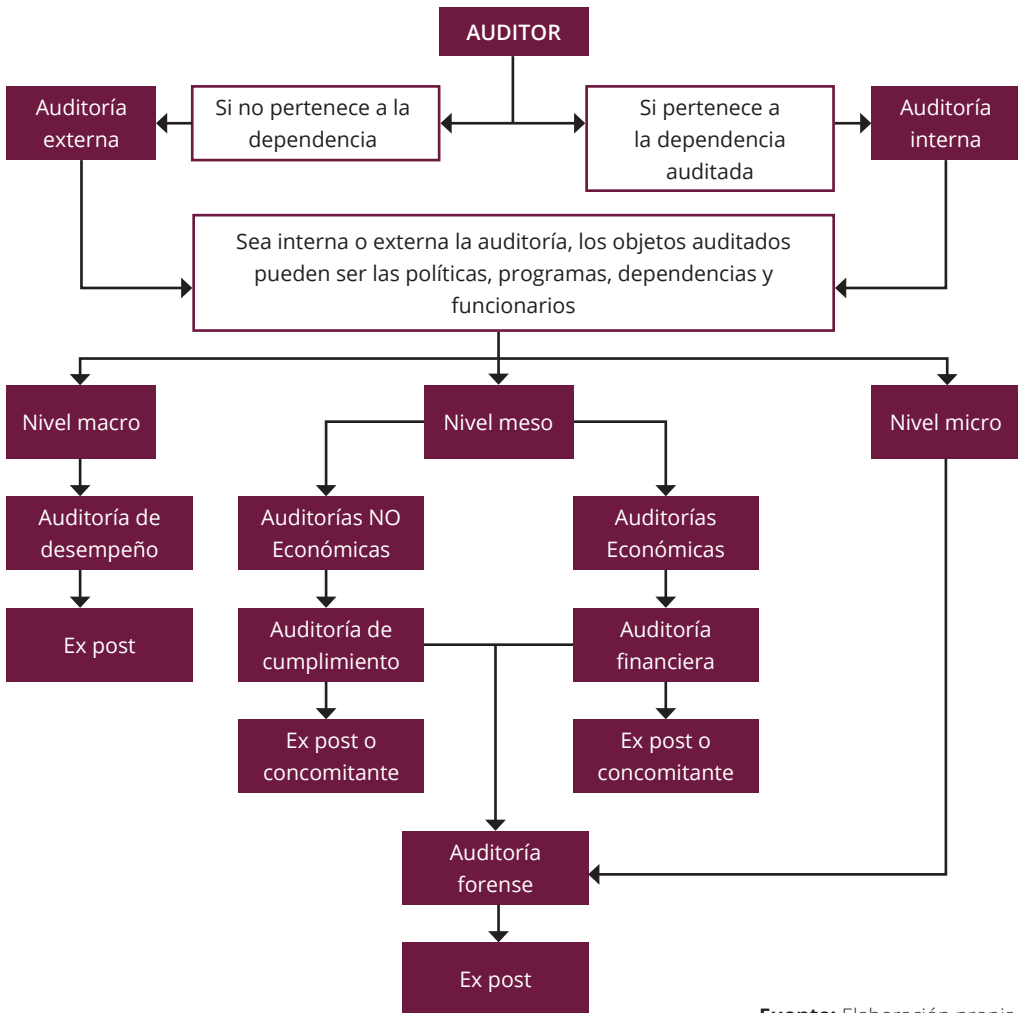 AUDITOR
Auditoría
externa
Si no pertenece a la
dependencia
Si pertenece a
la dependencia
auditada
Auditoría
interna
Sea interna o externa la auditoría, los objetos auditados
pueden ser las políticas, programas, dependencias y
funcionarios
Nivel macro
Nivel meso
Nivel micro
Auditoría de
desempeño
Auditorías NO
Económicas
Auditorías
Económicas
Ex post
Auditoría de
cumplimiento
Auditoría
financiera
Ex post o
concomitante
Ex post o
concomitante
Auditoría
forense
Ex post
Fuente: Elaboración propia